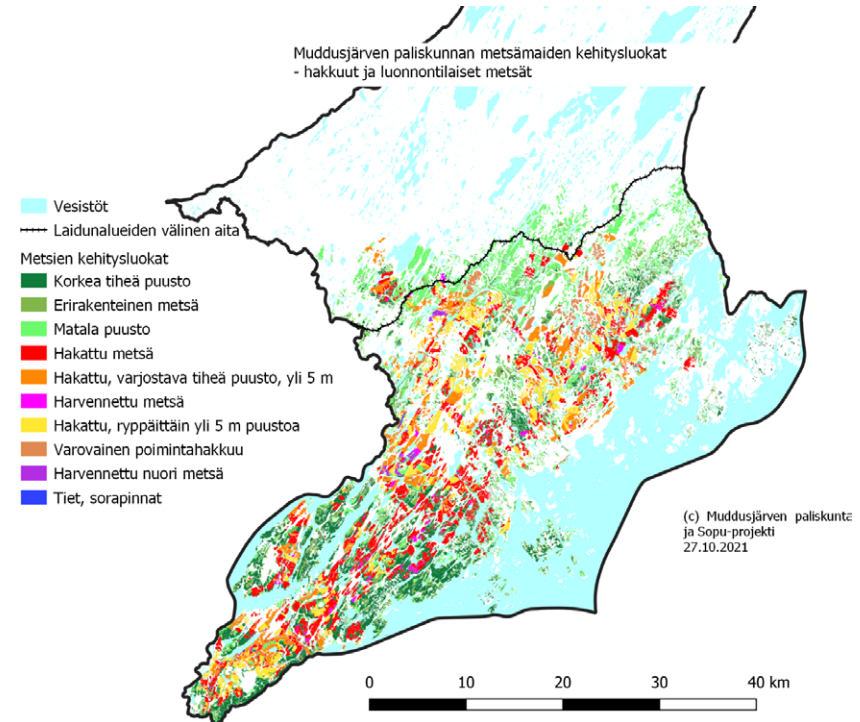 Muddusjärven paliskunnan metsämaiden kehitysluokat
- hakkuut ja luonnontilaiset metsät
Vesistöt
Laidunalueiden välinen aita
Metsien kehitysluokat
Korkea tiheä puusto
Erirakenteinen metsä
Matala puusto
Hakattu metsä
Hakattu, varjostava tiheä puusto, yli 5 m
Harvennettu metsä
Hakattu, ryppäittäin yli 5 m puustoa
Varovainen poimintahakkuu
Harvennettu nuori metsä
Tiet, sorapinnat
(c) Muddusjärven paliskunta
ja Sopu-projekti
27.10.2021
0 10 20 30 40 km